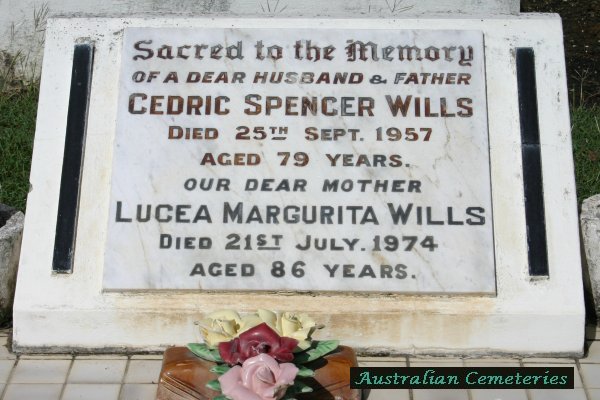 Sacred to the Memory
OF A DEAR HUSBAND & FATHER
CEDRIC SPENCER WILLS
DIED 25TH SEPT. 1957
AGED 79 YEARS.
OUR DEAR MOTHER
LUCEA MARGURITA WILLS
DIED 21ST JULY. 1974
AGED 86 YEARS.
Australian Cemeteries